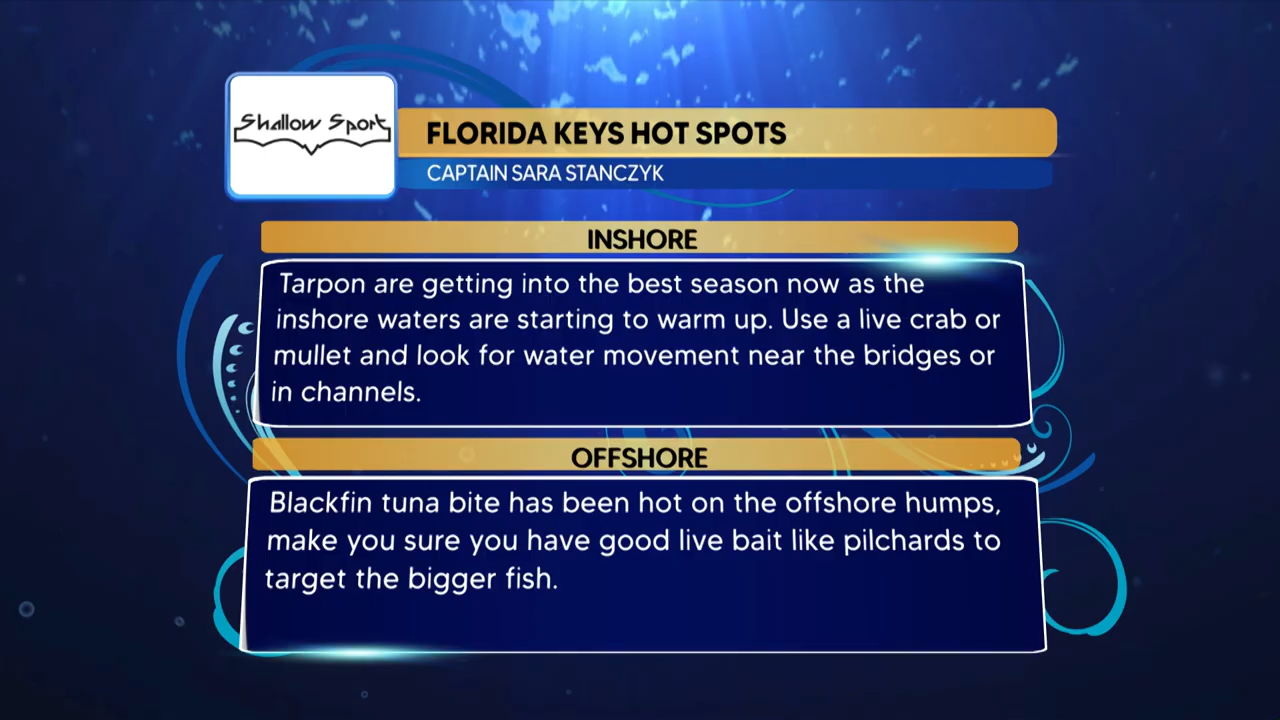 Shallow Sport
FLORIDA KEYS HOT SPOTS
CAPTAIN SARA STANCZYK
INSHORE
Tarpon are getting into the best season now as the
inshore waters are starting to warm up. Use a live crab or
mullet and look for water movement near the bridges or
in channels.
OFFSHORE
Blackfin tuna bite has been hot on the offshore humps,
make you sure you have good live bait like pilchards to
target the bigger fish.